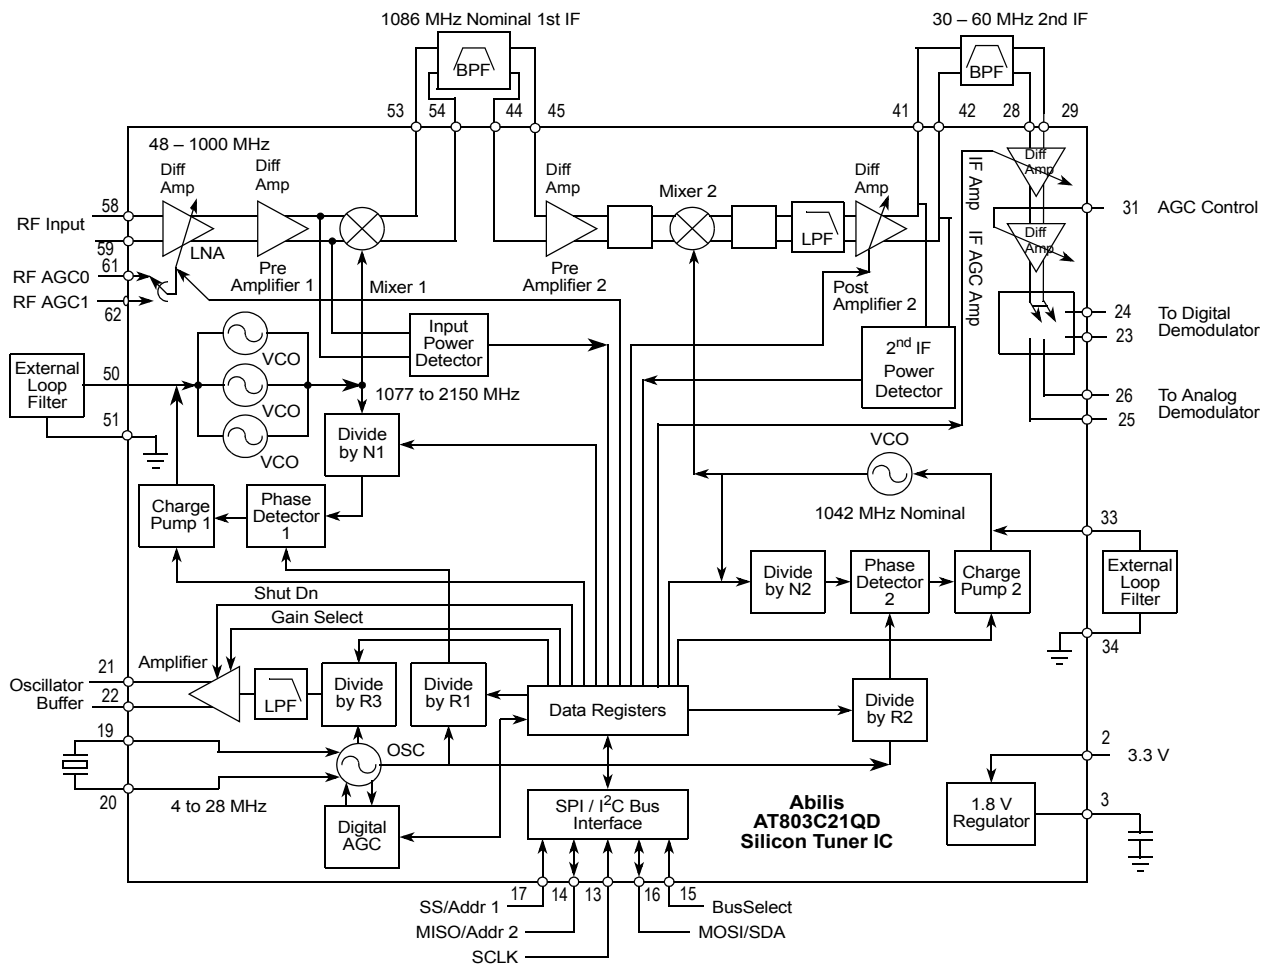 1086 MHz Nominal 1st IF
30 – 60 MHz 2nd IF
BPF
BPF
53
54
44
45
41
42
28
29
48 – 1000 MHz
Diff
Amp
Diff
Amp
Diff
Amp
Mixer 2
Diff
Amp
IF Amp
Diff
Amp
58
RF Input
59
LNA
Pre
Amplifier 1
Mixer 1
Pre
Amplifier 2
LPF
Post
Amplifier 2
IF AGC Amp
Diff
Amp
31
AGC Control
61
RF AGC0
RF AGC1
62
24
To Digital
Demodulator
23
Input
Power
Detector
2nd IF
Power
Detector
VCO
VCO
VCO
External
Loop
Filter
50
51
1077 to 2150 MHz
26
To Analog
Demodulator
25
Divide
by N1
VCO
1042 MHz Nominal
Charge
Pump 1
Phase
Detector
1
33
External
Loop
Filter
34
Divide
by N2
Phase
Detector
2
Charge
Pump 2
Shut Dn
Gain Select
Amplifier
21
Oscillator
Buffer
22
LPF
Divide
by R3
Divide
by R1
Data Registers
Divide
by R2
19
20
OSC
4 to 28 MHz
2
3.3 V
3
Digital
AGC
SPI / I2C Bus
Interface
Abilis
AT803C21QD
Silicon Tuner IC
1.8 V
Regulator
17
14
13
16
15
SS/Addr 1
BusSelect
MISO/Addr 2
MOSI/SDA
SCLK